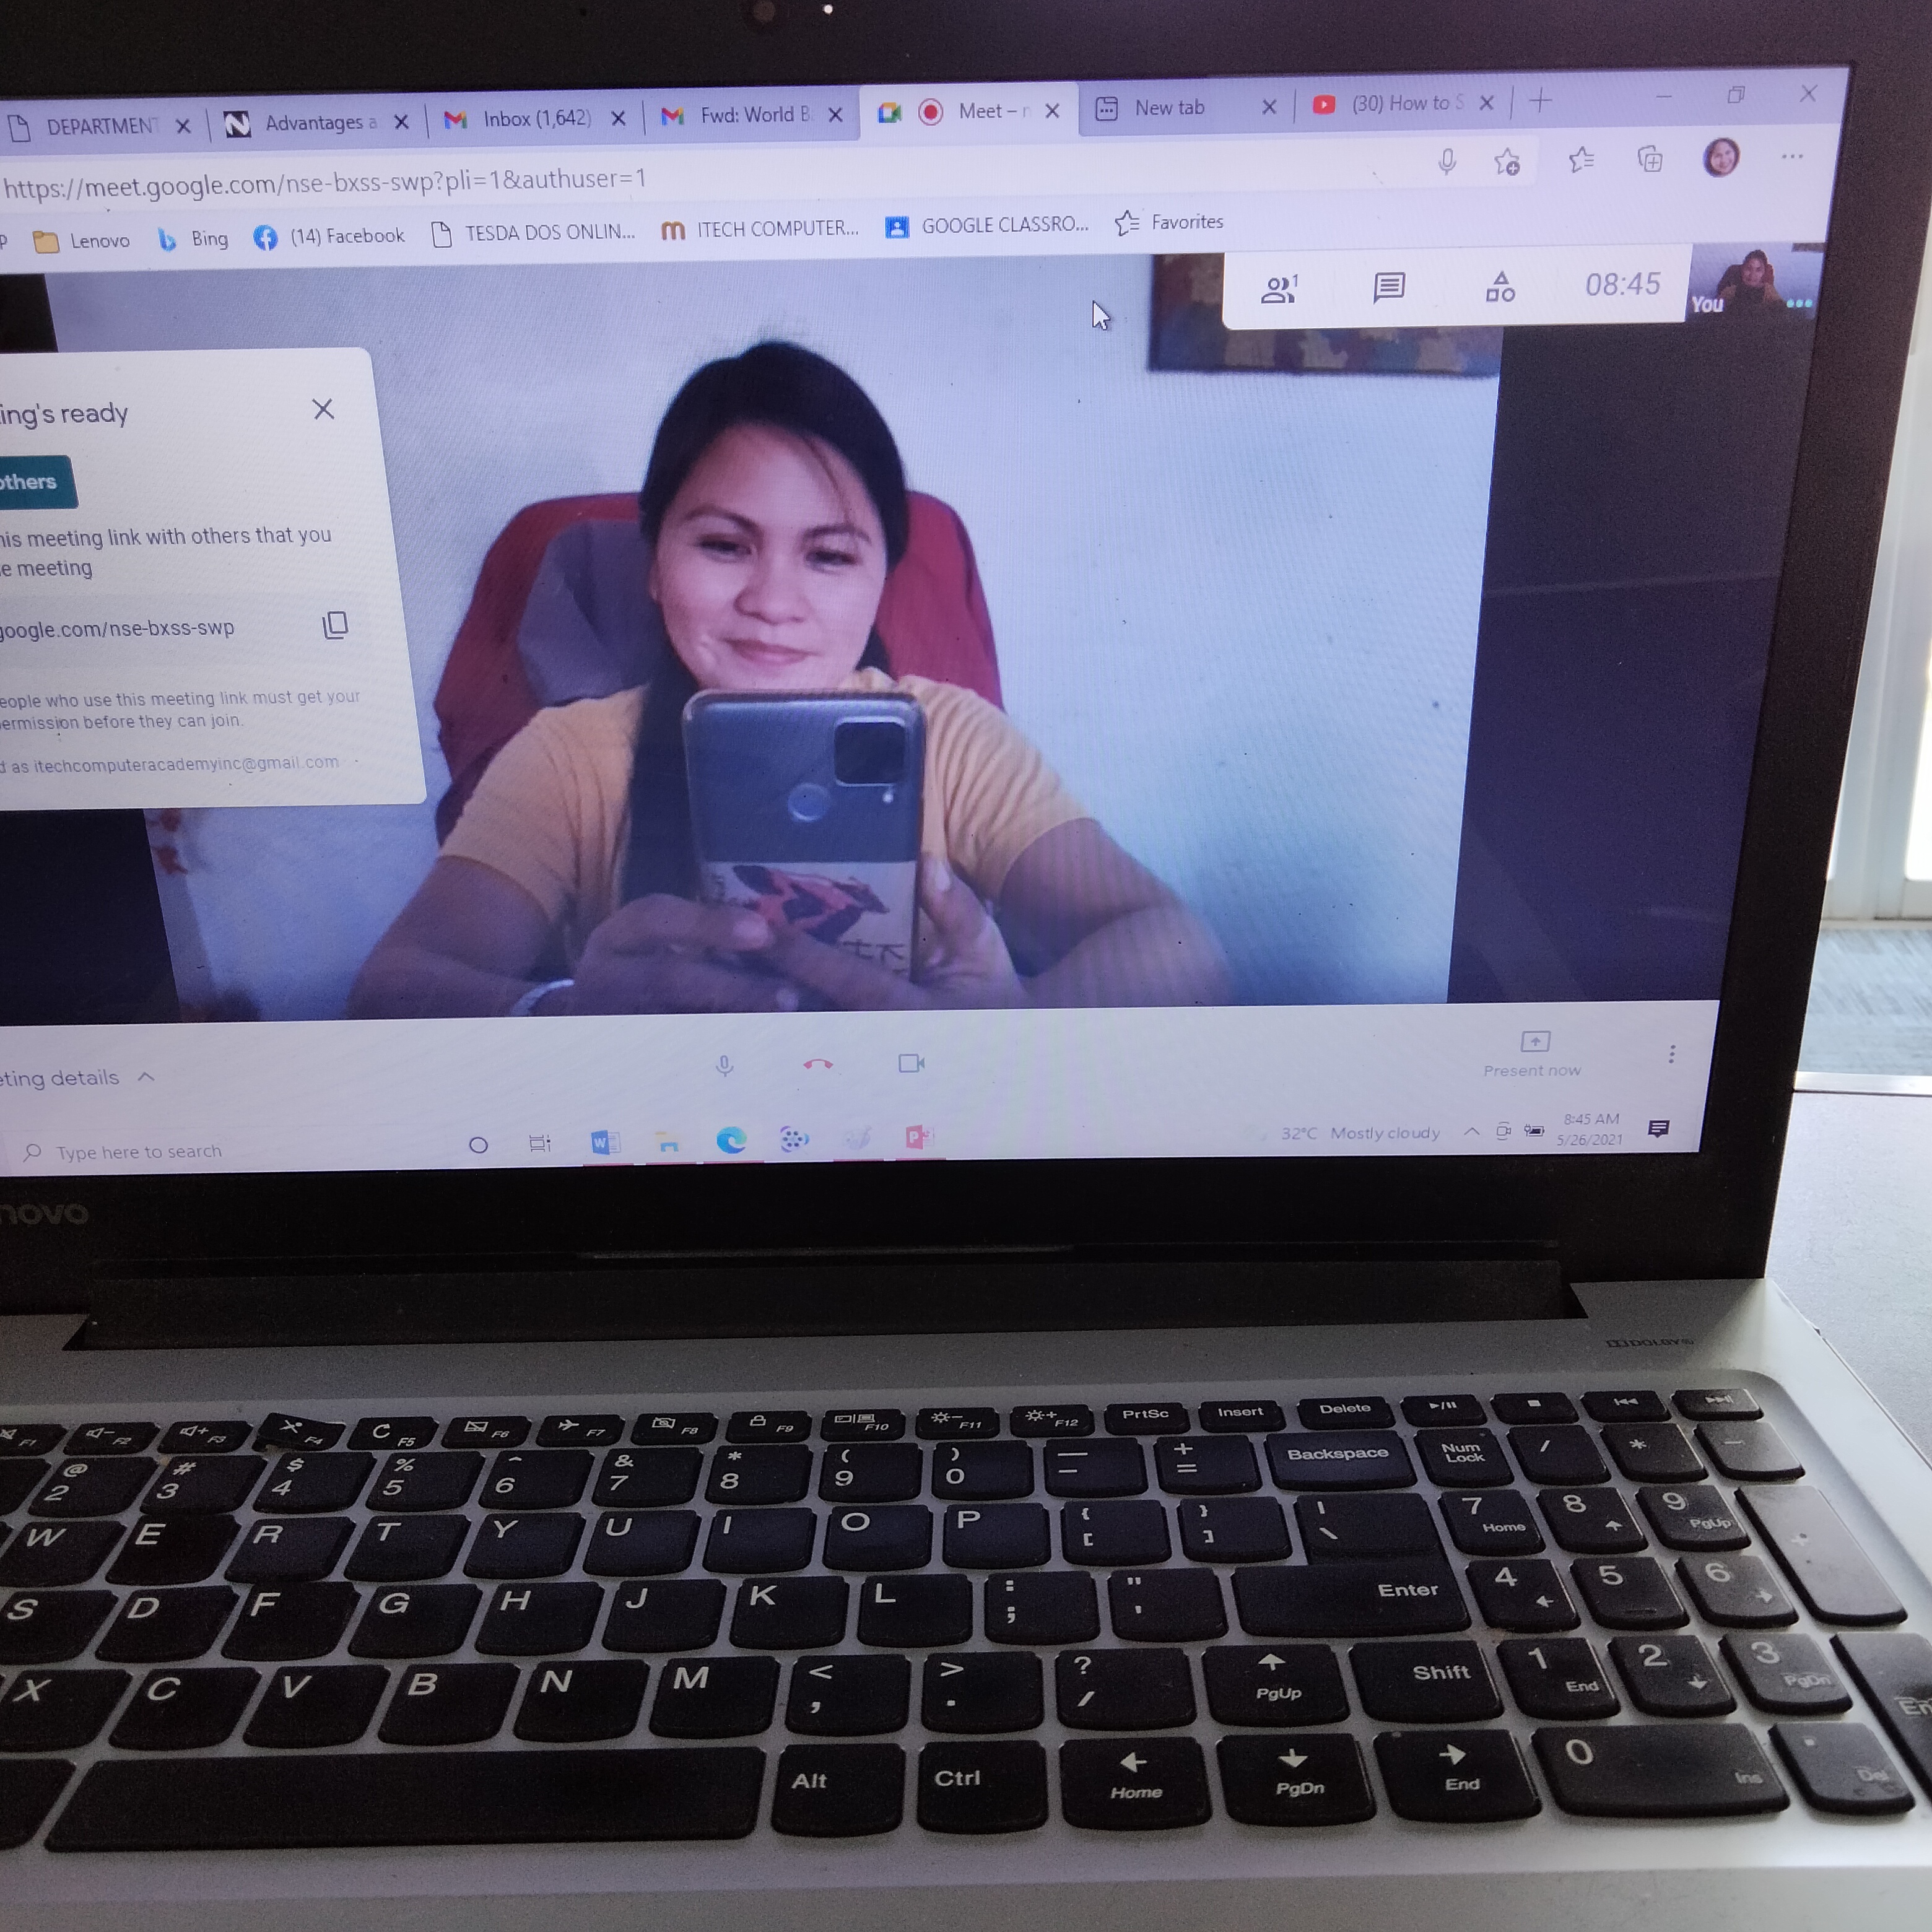 DEPARTMENT
Advantages a
Inbox (1,642)
Fwd: World B
Meet – n
New tab
(30) How to S
https://meet.google.com/nse-bxss-swp?pli=1&authuser=1
P
Lenovo
Bing
(14) Facebook
TESDA DOS ONLIN...
ITECH COMPUTER...
GOOGLE CLASSRO...
Favorites
1
08:45
You
ing's ready
others
his meeting link with others that you
e meeting
google.com/nse-bxss-swp
eople who use this meeting link must get your
ermission before they can join.
d as itechcomputeracademyinc@gmail.com
eting details
Present now
Type here to search
32°C Mostly cloudy
8:45 AM
5/26/2021
novo
DOLBY
F1 F2 F3 F4 F5 F6 F7 F8 F9 F10 F11 F12 PrtSc Insert Delete
@ 2 # 3 $ 4 % 5 ^ 6 & 7 * 8 ( 9 ) 0 _ - + = Backspace Num Lock / * -
W E R T Y U I O P { [ } ] | \ 7 Home 8 9 PgUp +
S D F G H J K L : ; " ' Enter 4 5 6
X C V B N M < , > . ? / PgUp Shift 1 End 2 3 PgDn En
Alt Ctrl Home PgDn End 0 Ins . Del